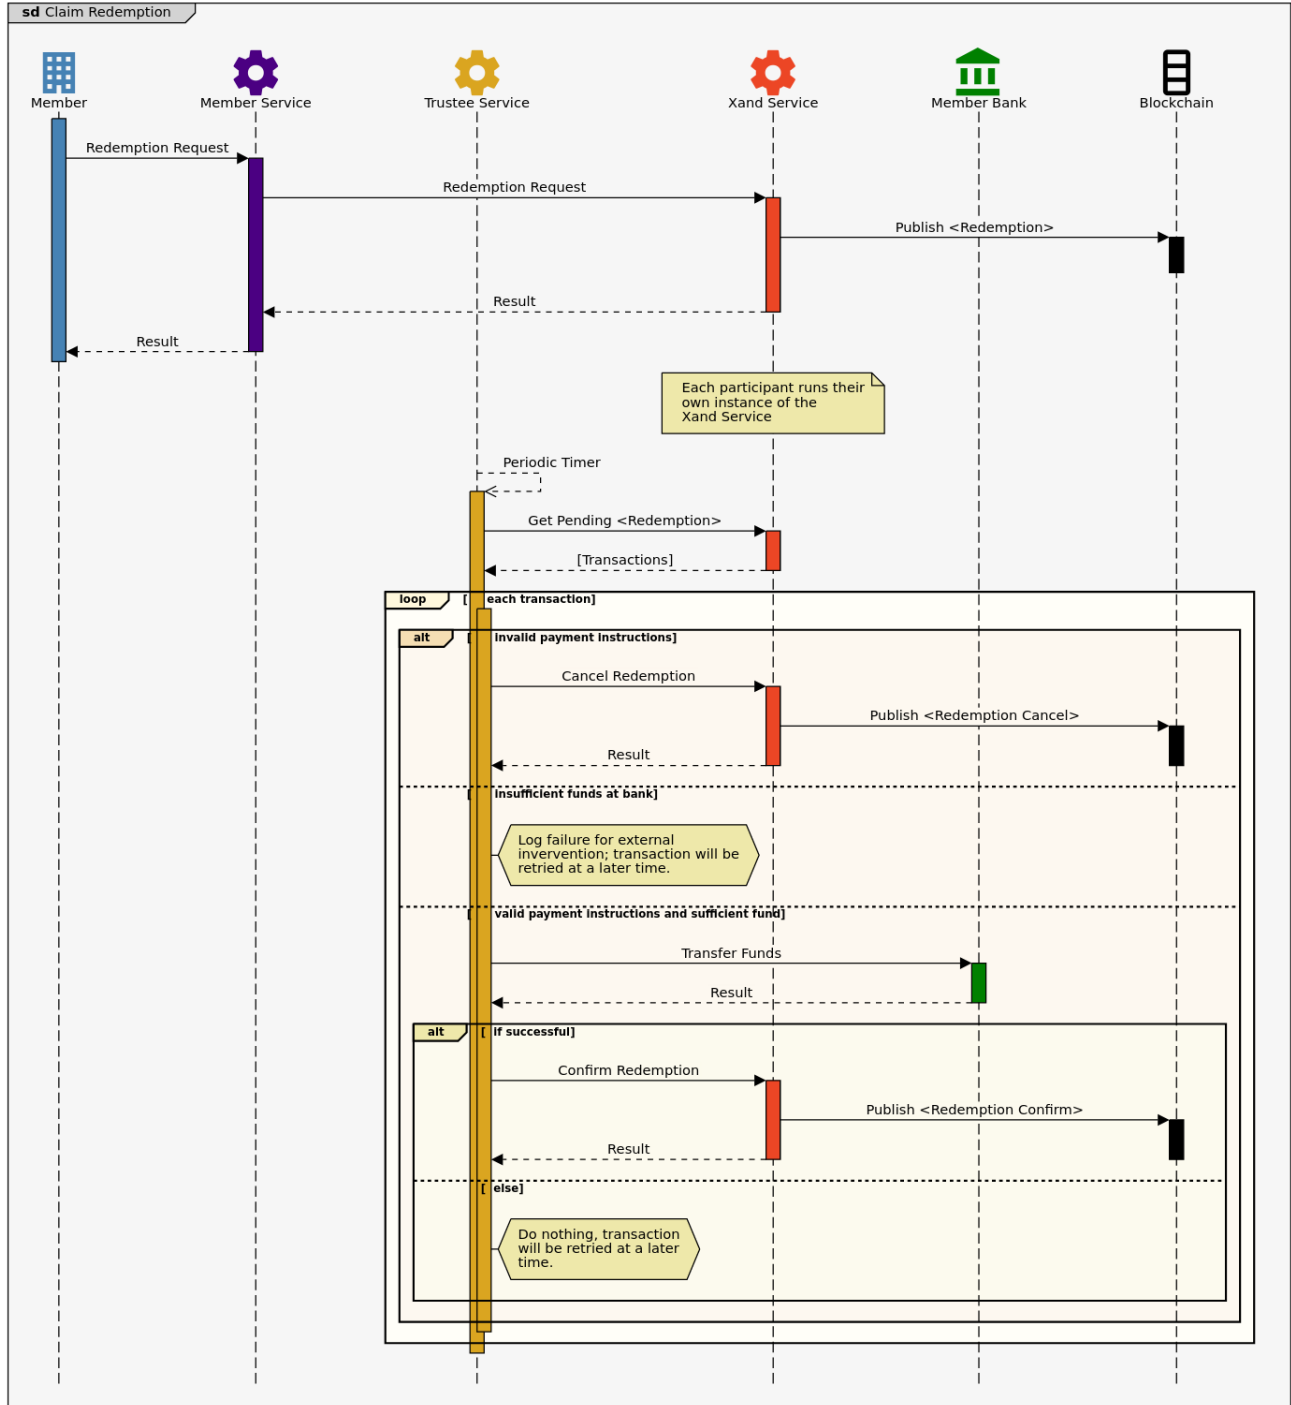 sd Claim Redemption
Member
Member Service
Trustee Service
Xand Service
Member Bank
Blockchain
Redemption Request
Redemption Request
Publish <Redemption>
Result
Result
Each participant runs their
own instance of the
Xand Service
Periodic Timer
Get Pending <Redemption>
[Transactions]
loop [ each transaction]
alt [ invalid payment instructions]
Cancel Redemption
Publish <Redemption Cancel>
Result
[ insufficient funds at bank]
Log failure for external
invervention; transaction will be
retried at a later time.
[ valid payment instructions and sufficient fund]
Transfer Funds
Result
alt [ if successful]
Confirm Redemption
Publish <Redemption Confirm>
Result
[ else]
Do nothing, transaction
will be retried at a later
time.